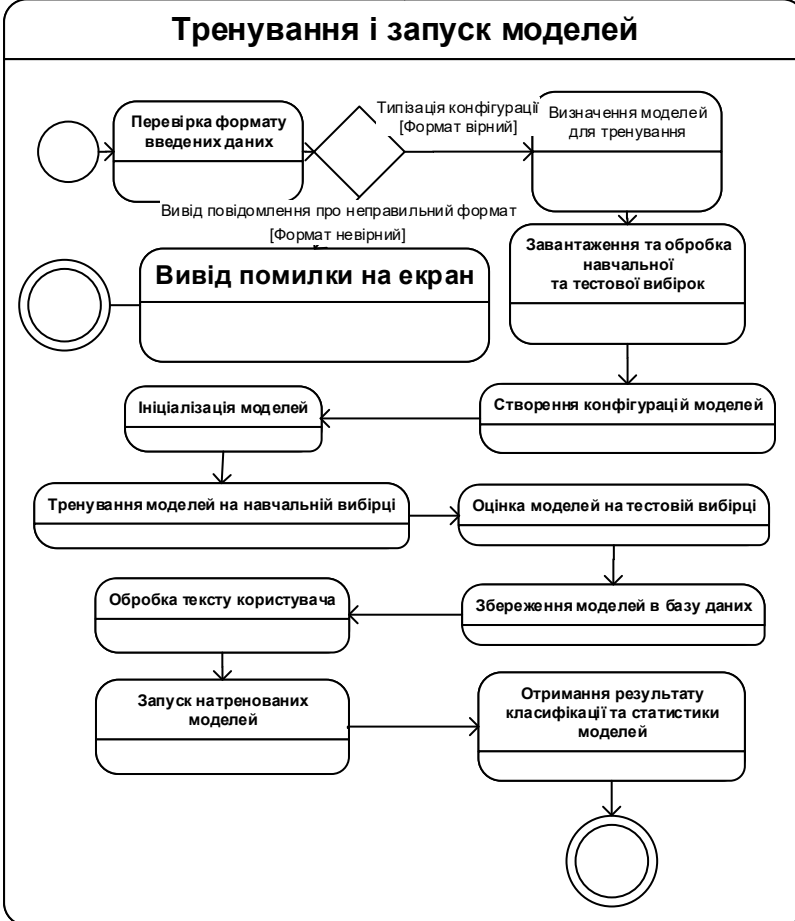 Тренування і запуск моделей
Перевірка формату
введених даних
Типізація конфігурації
[Формат вірний]
Визначення моделей
для тренування
Вивід повідомлення про неправильний формат
[Формат невірний]
Вивід помилки на екран
Завантаження та обробка
навчальної
та тестової вибірок
Ініціалізація моделей
Створення конфігурацій моделей
Тренування моделей на навчальній вибірці
Оцінка моделей на тестовій вибірці
Обробка тексту користувача
Збереження моделей в базу даних
Запуск натренованих
моделей
Отримання результату
класифікації та статистики
моделей